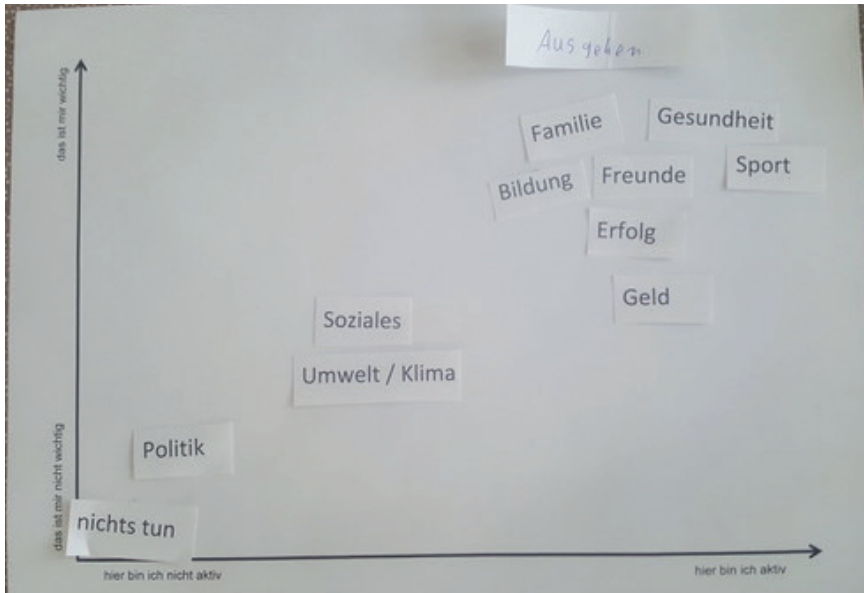 Ausgehen
das ist mir wichtig
Familie
Gesundheit
Bildung
Freunde
Sport
Erfolg
Geld
Soziales
Umwelt / Klima
Politik
das ist mir nicht wichtig
nichts tun
hier bin ich nicht aktiv
hier bin ich aktiv